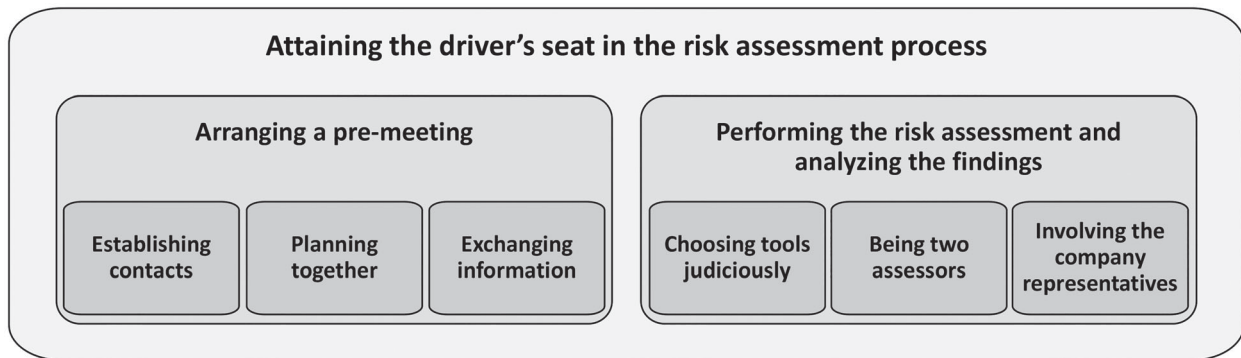 Attaining the driver’s seat in the risk assessment process
Arranging a pre-meeting
Establishing
contacts
Planning
together
Exchanging
information
Performing the risk assessment and
analyzing the findings
Choosing tools
judiciously
Being two
assessors
Involving the
company
representatives